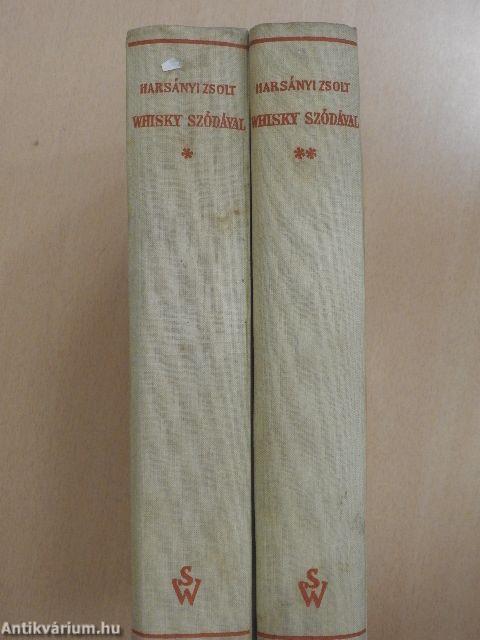 HARSÁNYI ZSOLT
WHISKY SZÓDÁVAL
*
SW
HARSÁNYI ZSOLT
WHISKY SZÓDÁVAL
**
SW
Antikvárium.hu